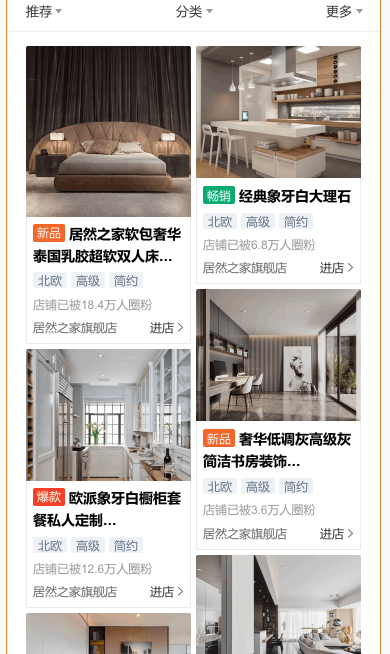 推荐 分类 更多
新品 居然之家软包奢华
泰国乳胶超软双人床...
北欧 高级 简约
店铺已被18.4万人圈粉
居然之家旗舰店 进店
爆款 欧派象牙白橱柜套
餐私人定制...
北欧 高级 简约
店铺已被12.6万人圈粉
居然之家旗舰店 进店
畅销 经典象牙白大理石
北欧 高级 简约
店铺已被6.8万人圈粉
居然之家旗舰店 进店
新品 奢华低调灰高级灰
简洁书房装饰...
北欧 高级 简约
店铺已被3.6万人圈粉
居然之家旗舰店 进店